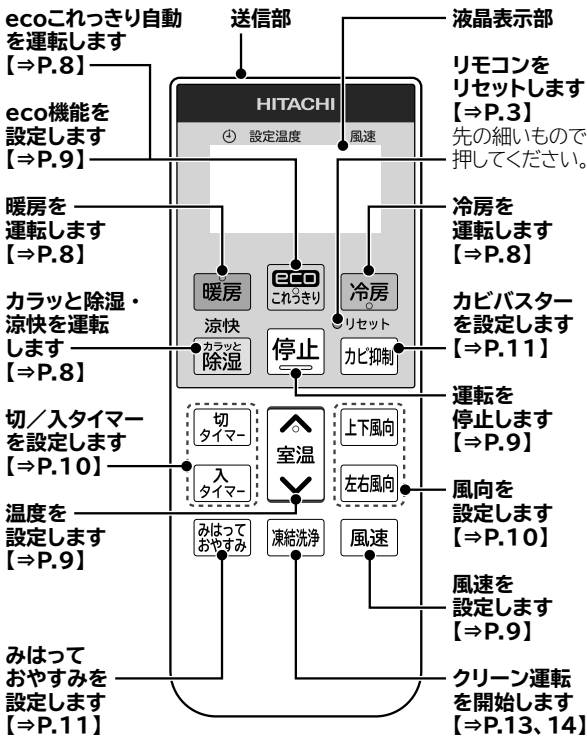 ecoこれっきり自動
を運転します
【⇒P.8】
eco機能を
設定します
【⇒P.9】
暖房を
運転します
【⇒P.8】
カラッと除湿・
涼快を運転
します
【⇒P.8】
切／入タイマー
を設定します
【⇒P.10】
温度を
設定します
【⇒P.9】
みはって
おやすみを
設定します
【⇒P.11】
送信部
HITACHI
設定温度 風速
暖房
eco
これっきり
冷房
涼快
リセット
カラッと
除湿
停止
カビ抑制
切
タイマー
室温
上下風向
入
タイマー
左右風向
みはって
おやすみ
凍結洗浄
風速
液晶表示部
リモコンを
リセットします
【⇒P.3】
先の細いもので
押してください。
冷房を
運転します
【⇒P.8】
カビバスター
を設定します
【⇒P.11】
運転を
停止します
【⇒P.9】
風向を
設定します
【⇒P.10】
風速を
設定します
【⇒P.9】
クリーン運転
を開始します
【⇒P.13、14】